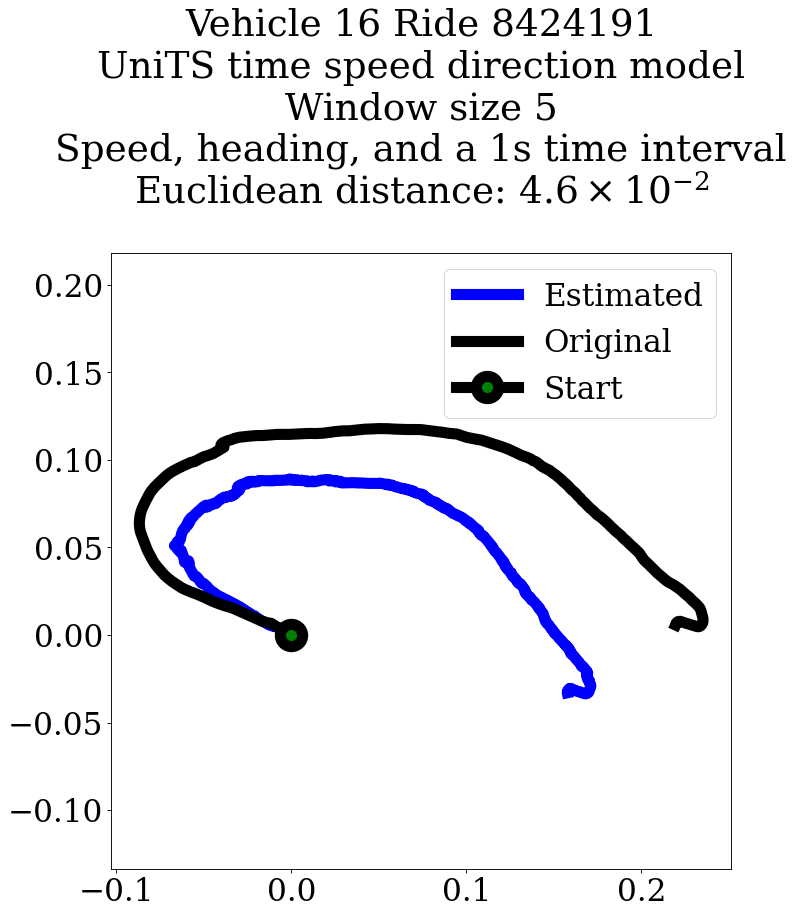 Vehicle 16 Ride 8424191
UniTS time speed direction model
Window size 5
Speed, heading, and a 1s time interval
Euclidean distance: 4.6 × 10⁻²
Estimated
Original
Start
0.20
0.15
0.10
0.05
0.00
−0.05
−0.10
−0.1 0.0 0.1 0.2